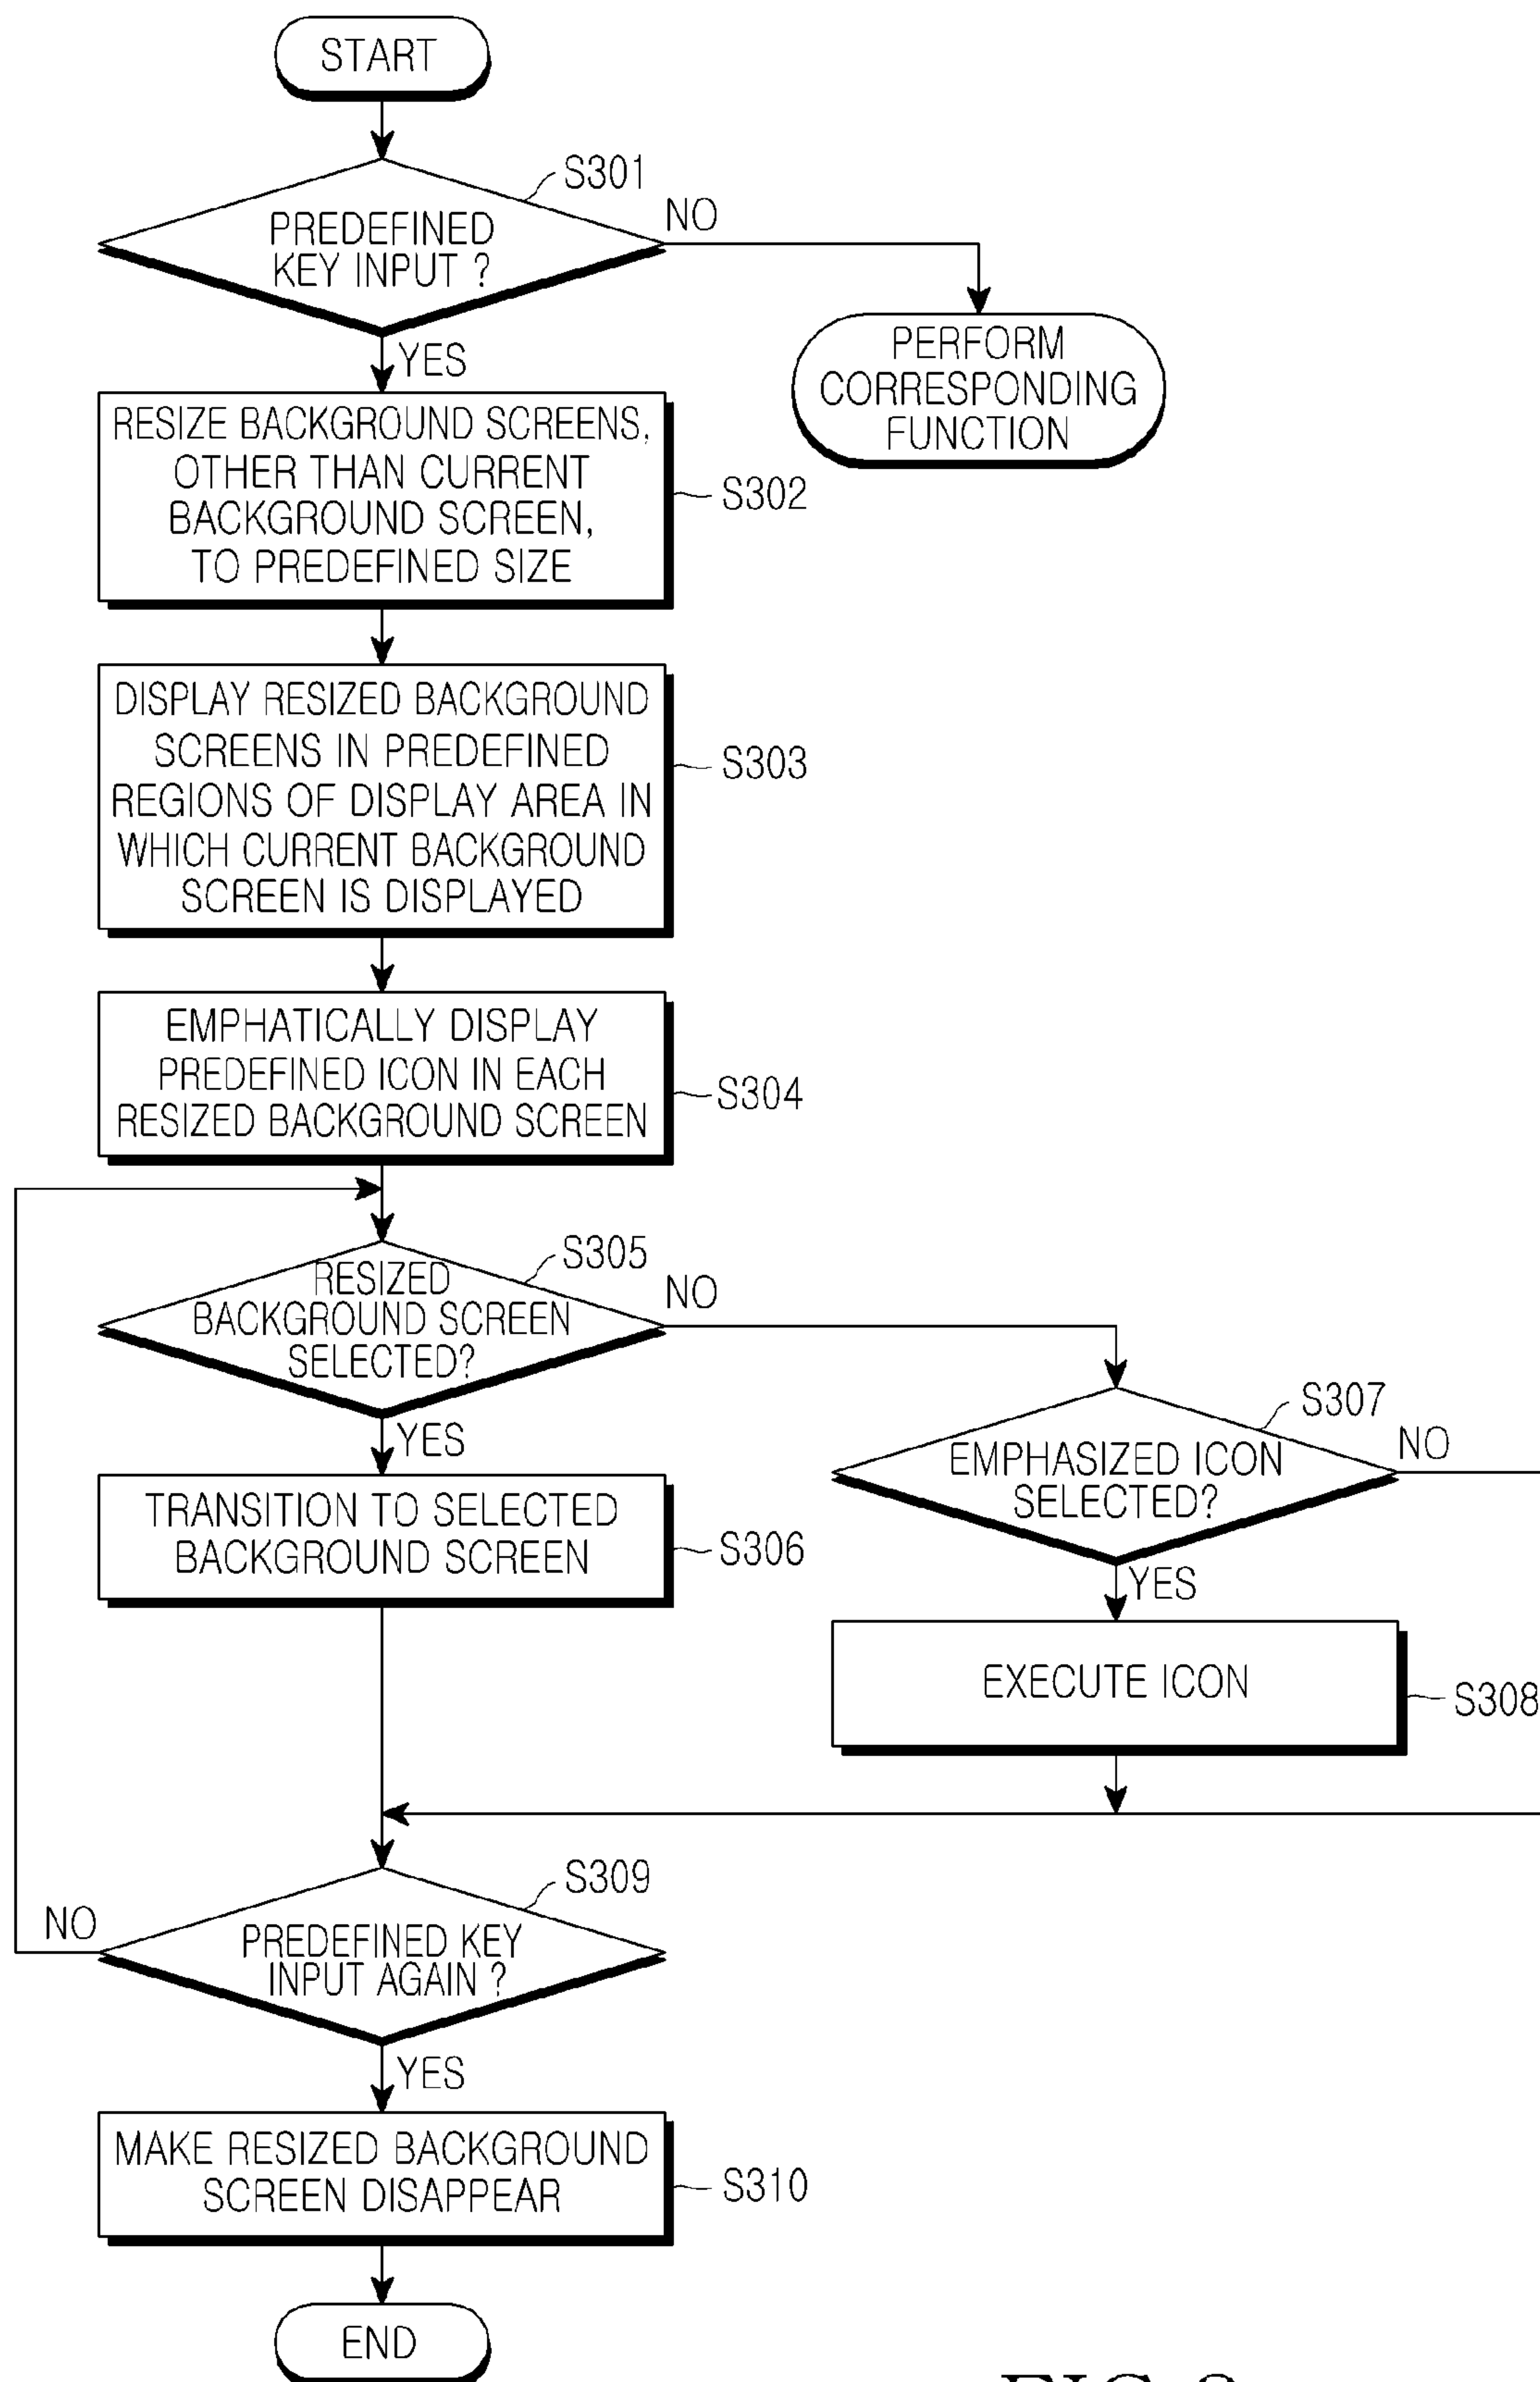 START
S301
PREDEFINED
KEY INPUT ?
NO
YES
PERFORM
CORRESPONDING
FUNCTION
RESIZE BACKGROUND SCREENS,
OTHER THAN CURRENT
BACKGROUND SCREEN,
TO PREDEFINED SIZE
S302
DISPLAY RESIZED BACKGROUND
SCREENS IN PREDEFINED
REGIONS OF DISPLAY AREA IN
WHICH CURRENT BACKGROUND
SCREEN IS DISPLAYED
S303
EMPHATICALLY DISPLAY
PREDEFINED ICON IN EACH
RESIZED BACKGROUND SCREEN
S304
S305
RESIZED
BACKGROUND SCREEN
SELECTED?
NO
YES
S307
EMPHASIZED ICON
SELECTED?
NO
YES
TRANSITION TO SELECTED
BACKGROUND SCREEN
S306
EXECUTE ICON
S308
S309
PREDEFINED KEY
INPUT AGAIN ?
NO
YES
MAKE RESIZED BACKGROUND
SCREEN DISAPPEAR
S310
END